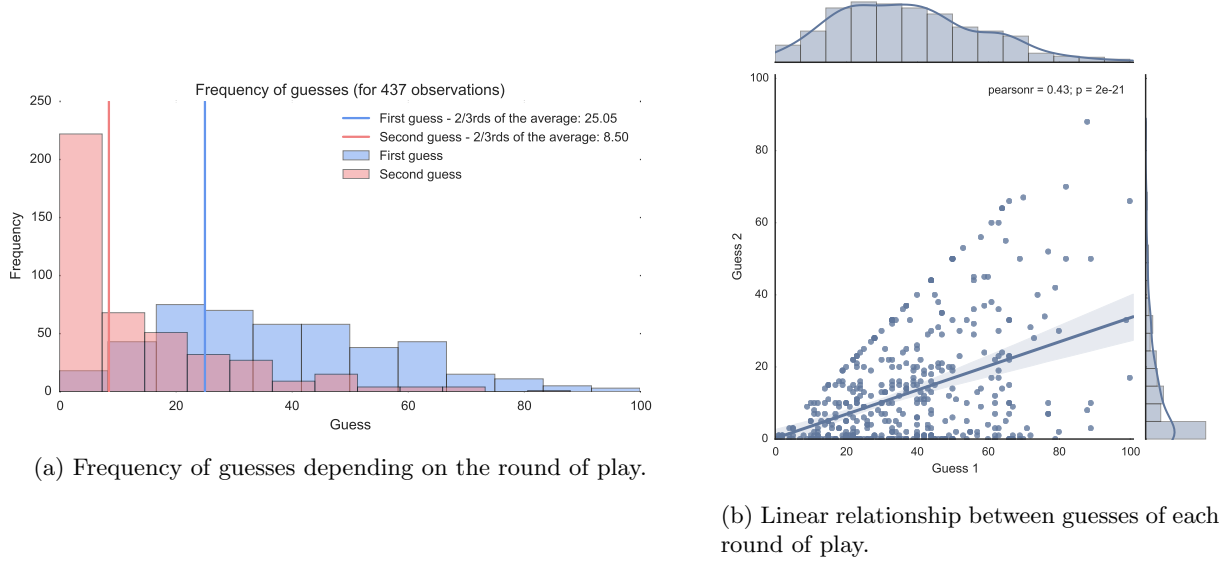 Frequency of guesses (for 437 observations)
250
200
150
100
50
0
Frequency
First guess - 2/3rds of the average: 25.05
Second guess - 2/3rds of the average: 8.50
First guess
Second guess
0 20 40 60 80 100
Guess
(a) Frequency of guesses depending on the round of play.
pearsonr = 0.43; p = 2e-21
100
80
60
40
20
0
Guess 2
0 20 40 60 80 100
Guess 1
(b) Linear relationship between guesses of each
round of play.